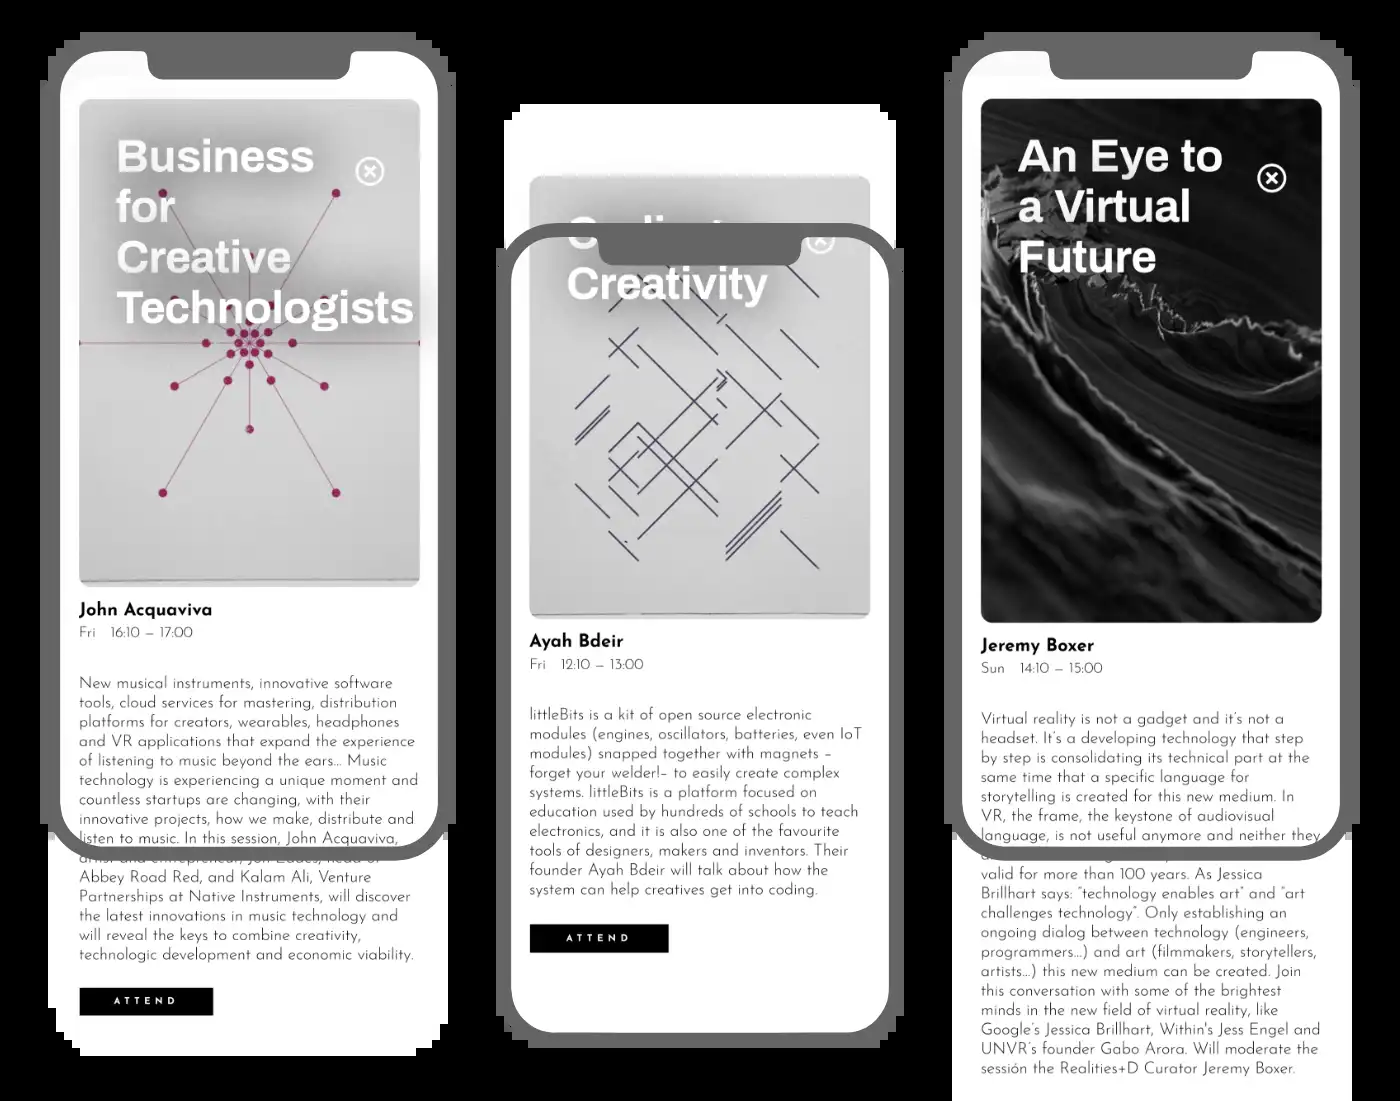 Business
for
Creative
Technologists
John Acquaviva
Fri 16:10 – 17:00
New musical instruments, innovative software
tools, cloud services for mastering, distribution
platforms for creators, wearables, headphones
and VR applications that expand the experience
of listening to music beyond the ears... Music
technology is experiencing a unique moment and
countless startups are changing, with their
innovative projects, how we make, distribute and
listen to music. In this session, John Acquaviva,
Abbey Road Red, and Kalam Ali, Venture
Partnerships at Native Instruments, will discover
the latest innovations in music technology and
will reveal the keys to combine creativity,
technologic development and economic viability.
ATTEND
Creativity
Ayah Bdeir
Fri 12:10 – 13:00
littleBits is a kit of open source electronic
modules (engines, oscillators, batteries, even IoT
modules) snapped together with magnets –
forget your welder!– to easily create complex
systems. littleBits is a platform focused on
education used by hundreds of schools to teach
electronics, and it is also one of the favourite
tools of designers, makers and inventors. Their
founder Ayah Bdeir will talk about how the
system can help creatives get into coding.
ATTEND
An Eye to
a Virtual
Future
Jeremy Boxer
Sun 14:10 – 15:00
Virtual reality is not a gadget and it's not a
headset. It's a developing technology that step
by step is consolidating its technical part at the
same time that a specific language for
storytelling is created for this new medium. In
VR, the frame, the keystone of audiovisual
language, is not useful anymore and neither they
valid for more than 100 years. As Jessica
Brillhart says: "technology enables art" and "art
challenges technology". Only establishing an
ongoing dialog between technology (engineers,
programmers...) and art (filmmakers, storytellers,
artists...) this new medium can be created. Join
this conversation with some of the brightest
minds in the new field of virtual reality, like
Google's Jessica Brillhart, Within's Jess Engel and
UNVR's founder Gabo Arora. Will moderate the
sessión the Realities+D Curator Jeremy Boxer.